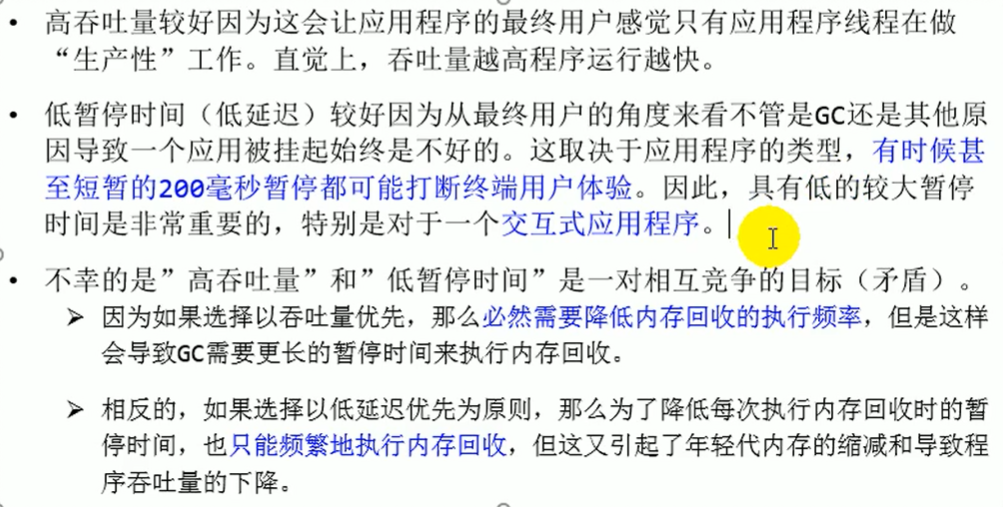 • 高吞吐量较好因为这会让应用程序的最终用户感觉只有应用程序线程在做
“生产性”工作。直觉上，吞吐量越高程序运行越快。
• 低暂停时间（低延迟）较好因为从最终用户的角度来看不管是GC还是其他原
因导致一个应用被挂起始终是不好的。这取决于应用程序的类型，有时候甚
至短暂的200毫秒暂停都可能打断终端用户体验。因此，具有低的较大暂停
时间是非常重要的，特别是对于一个交互式应用程序。
• 不幸的是”高吞吐量”和”低暂停时间”是一对相互竞争的目标（矛盾）。
➢ 因为如果选择以吞吐量优先，那么必然需要降低内存回收的执行频率，但是这样
会导致GC需要更长的暂停时间来执行内存回收。
➢ 相反的，如果选择以低延迟优先为原则，那么为了降低每次执行内存回收时的暂
停时间，也只能频繁地执行内存回收，但这又引起了年轻代内存的缩减和导致程
序吞吐量的下降。